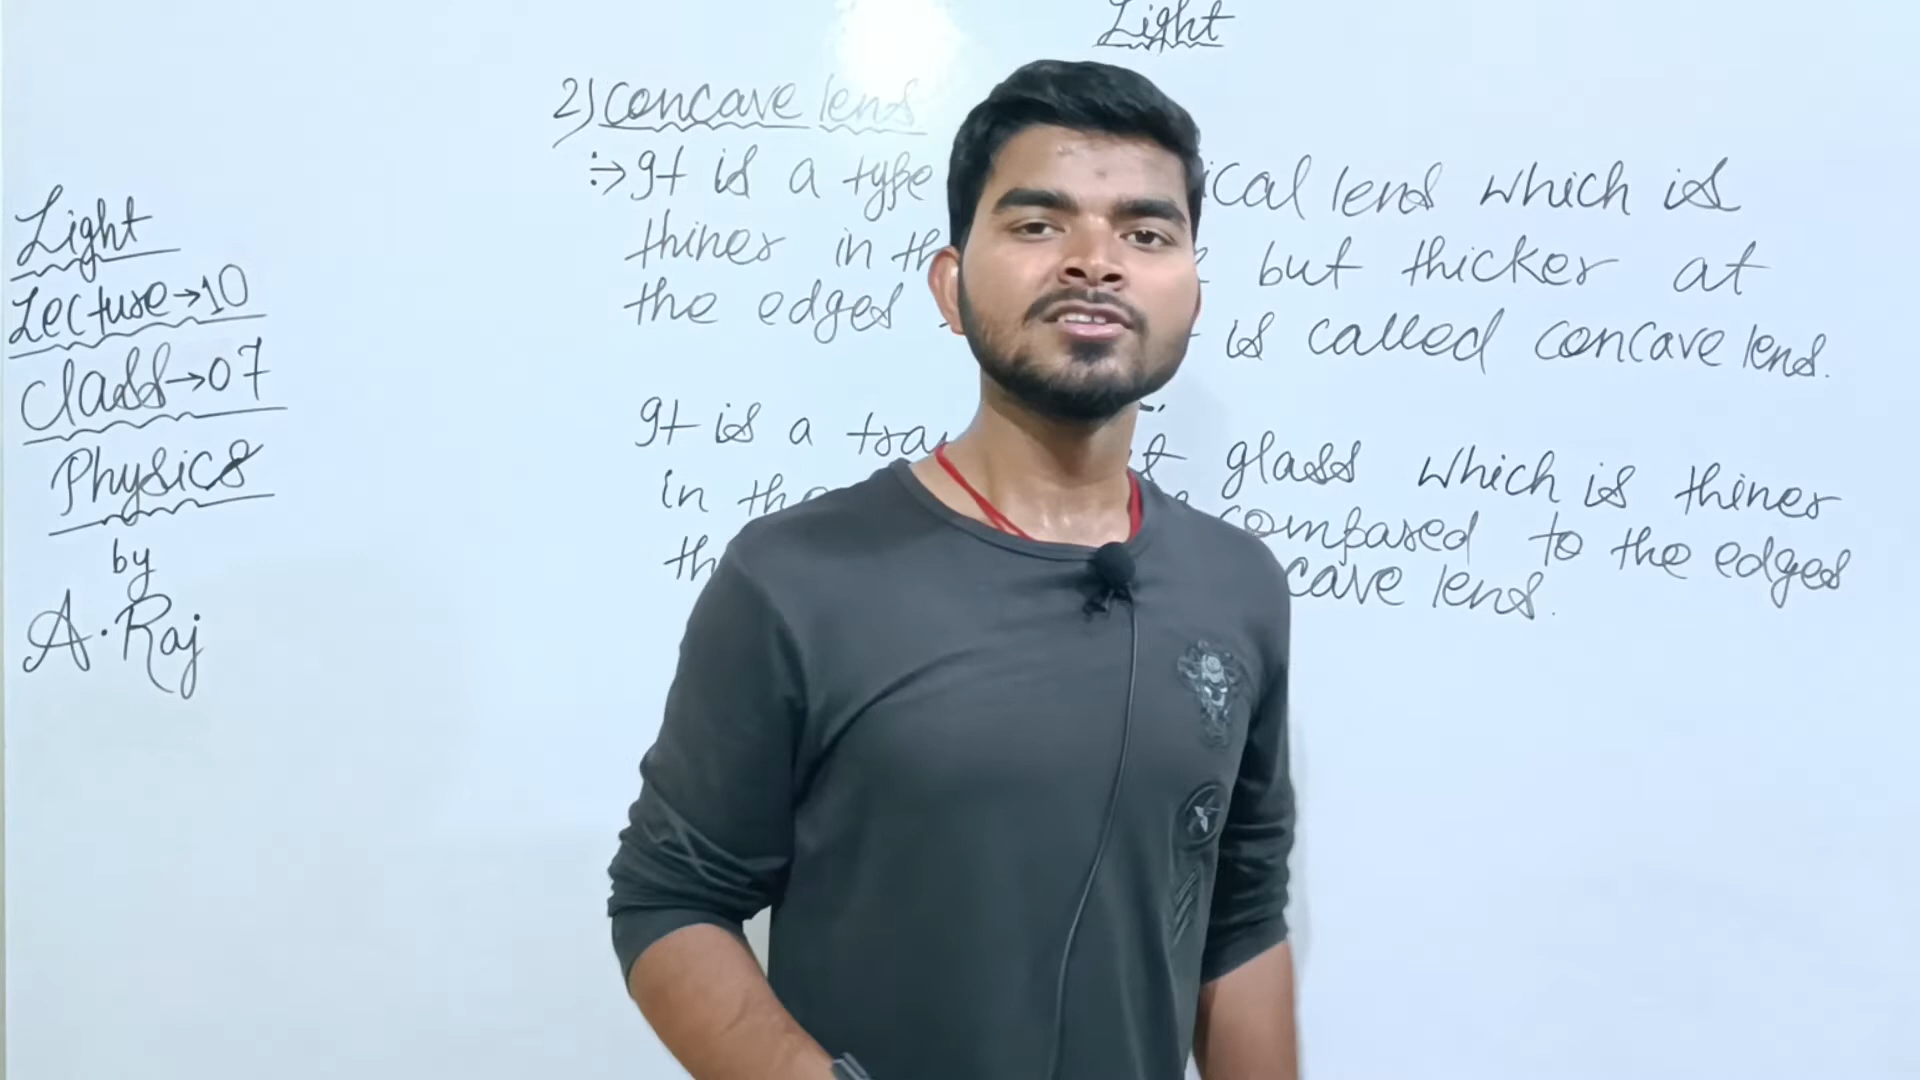 Light
2) Concave lens
⇒ It is a type ical lens which is
thiner in th but thicker at
the edges is called concave lens.
It is a tra t glass which is thiner
in the compared to the edges
th cave lens.
Light
Lecture→10
Class→07
Physics
by
A. Raj